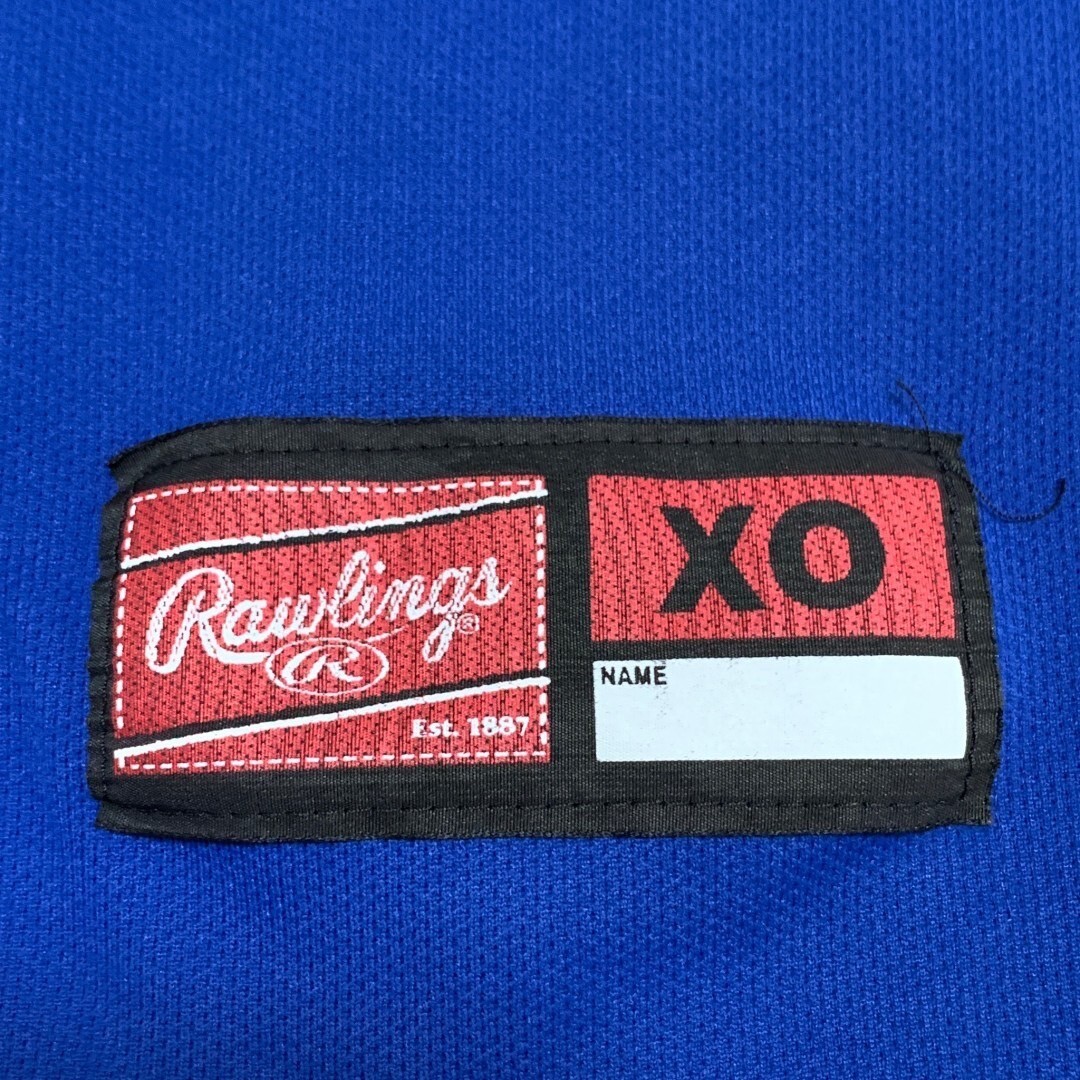 Rawlings®
R
Est. 1887
XO
NAME